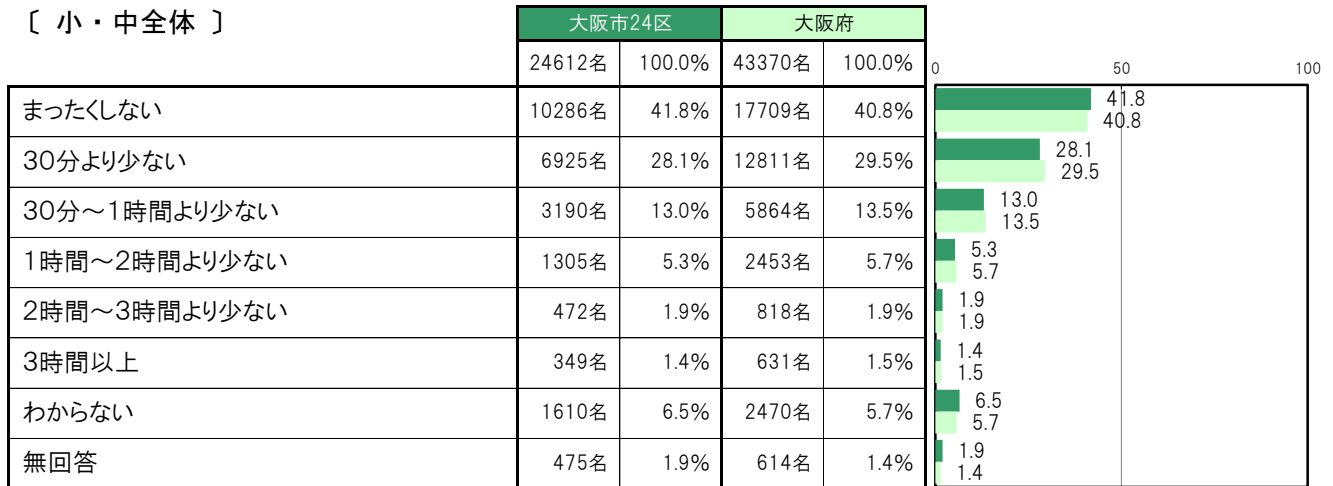 〔 小・中全体 〕
大阪市24区 大阪府
24612名 100.0% 43370名 100.0%
0 50 100
まったくしない 10286名 41.8% 17709名 40.8%
41.8
40.8
30分より少ない 6925名 28.1% 12811名 29.5%
28.1
29.5
30分～1時間より少ない 3190名 13.0% 5864名 13.5%
13.0
13.5
1時間～2時間より少ない 1305名 5.3% 2453名 5.7%
5.3
5.7
2時間～3時間より少ない 472名 1.9% 818名 1.9%
1.9
1.9
3時間以上 349名 1.4% 631名 1.5%
1.4
1.5
わからない 1610名 6.5% 2470名 5.7%
6.5
5.7
無回答 475名 1.9% 614名 1.4%
1.9
1.4